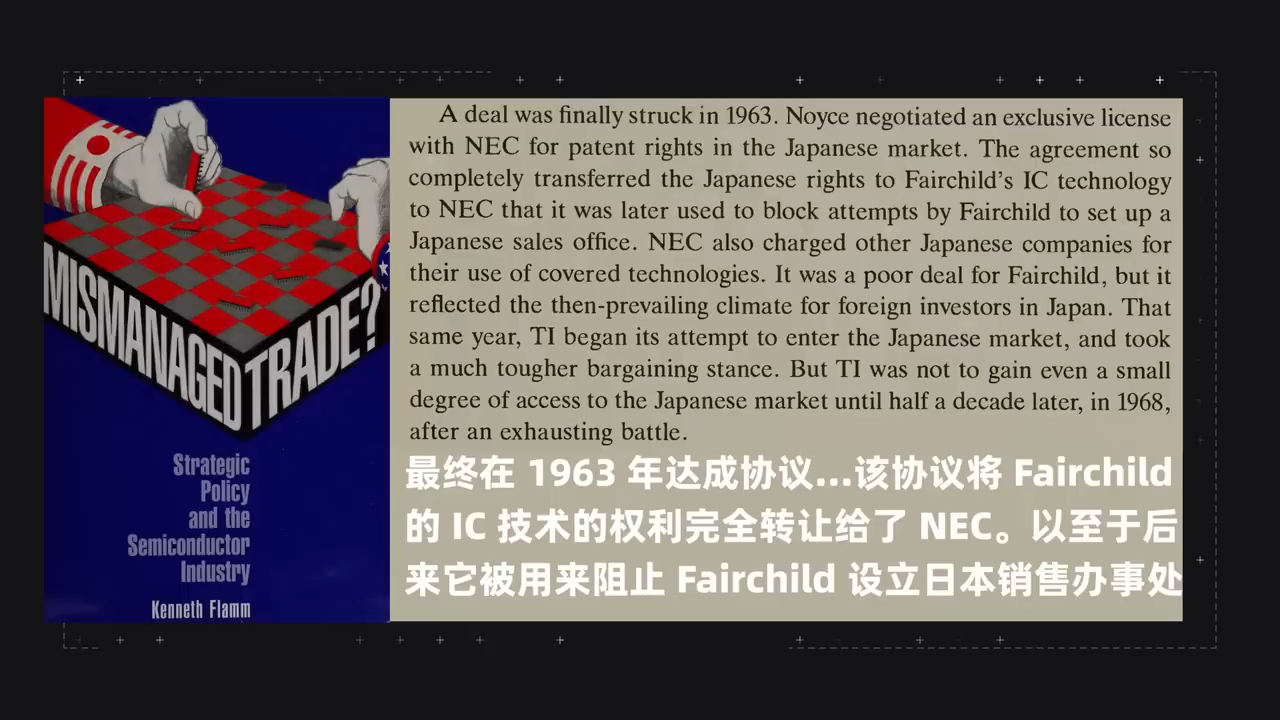 MISMANAGED TRADE?
Strategic
Policy
and the
Semiconductor
Industry
Kenneth Flamm
A deal was finally struck in 1963. Noyce negotiated an exclusive license
with NEC for patent rights in the Japanese market. The agreement so
completely transferred the Japanese rights to Fairchild's IC technology
to NEC that it was later used to block attempts by Fairchild to set up a
Japanese sales office. NEC also charged other Japanese companies for
their use of covered technologies. It was a poor deal for Fairchild, but it
reflected the then-prevailing climate for foreign investors in Japan. That
same year, TI began its attempt to enter the Japanese market, and took
a much tougher bargaining stance. But TI was not to gain even a small
degree of access to the Japanese market until half a decade later, in 1968,
after an exhausting battle.
最终在 1963 年达成协议...该协议将 Fairchild
的 IC 技术的权利完全转让给了 NEC。以至于后
来它被用来阻止 Fairchild 设立日本销售办事处